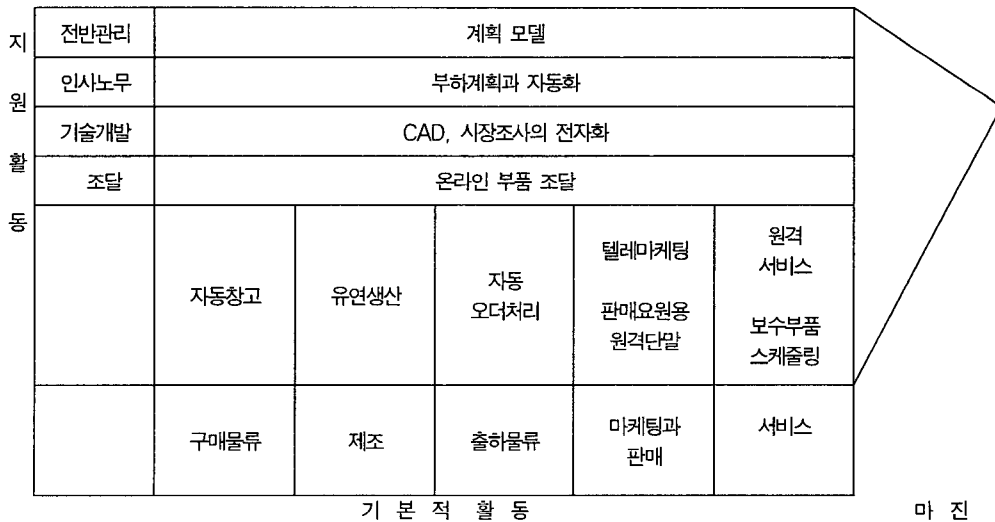 지원활동
전반관리 계획 모델
인사노무 부하계획과 자동화
기술개발 CAD, 시장조사의 전자화
조달 온라인 부품 조달
자동창고
유연생산
자동
오더처리
텔레마케팅
판매요원용
원격단말
원격
서비스
보수부품
스케줄링
구매물류
제조
출하물류
마케팅과
판매
서비스
기 본 적 활 동
마 진